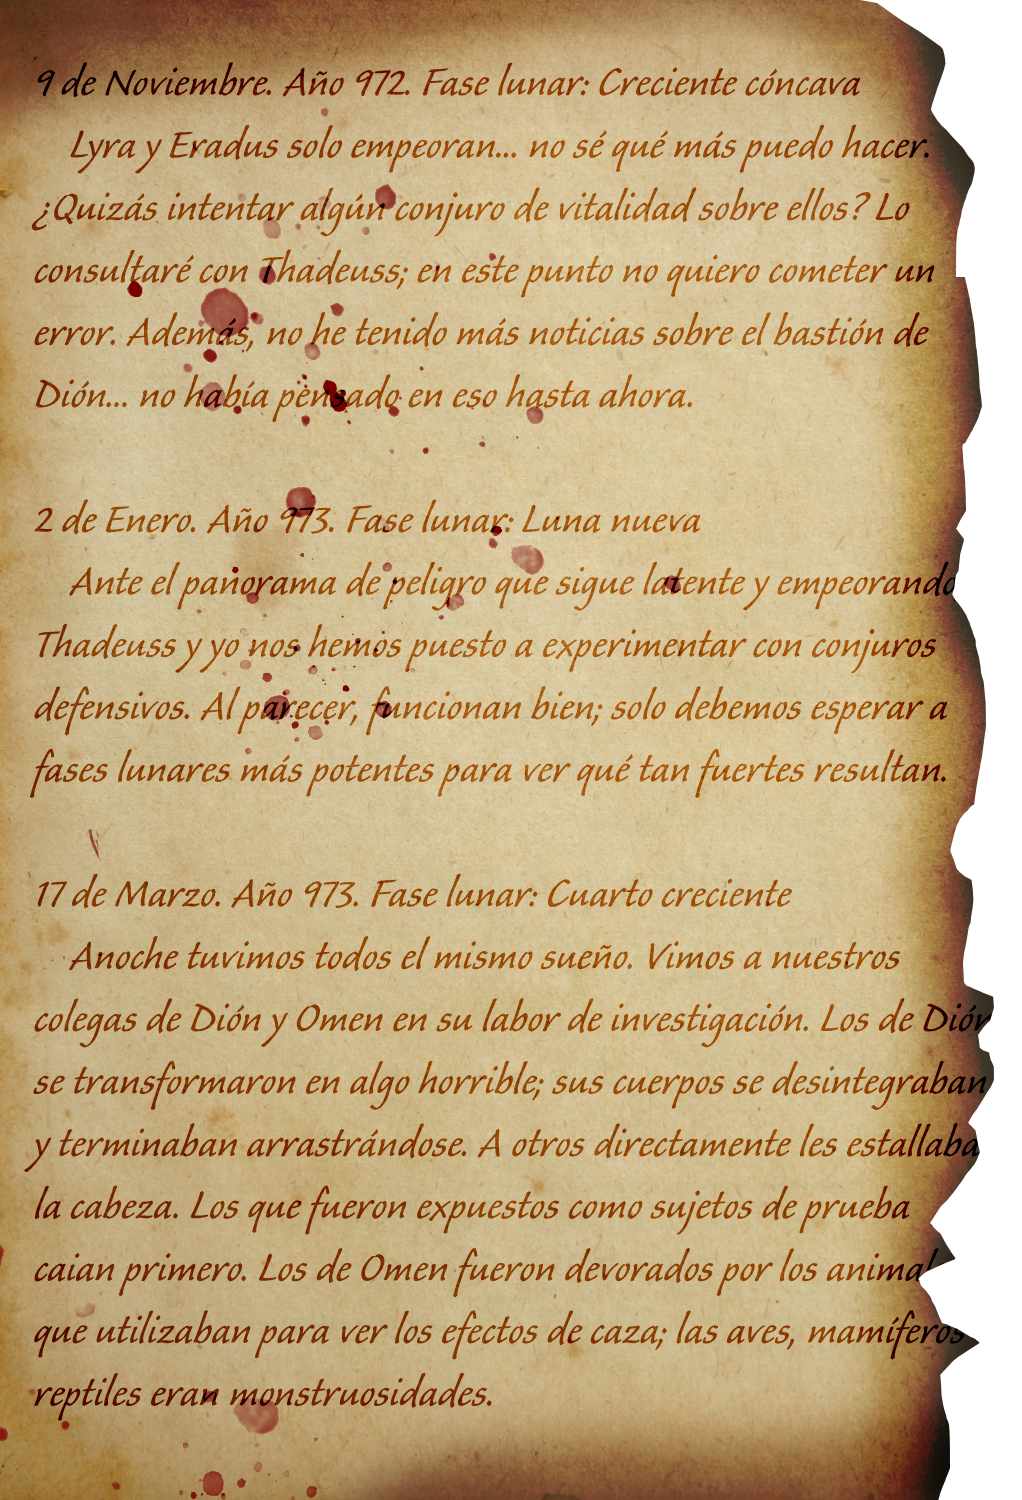 9 de Noviembre. Año 972. Fase lunar: Creciente cóncava
Lyra y Eradus solo empeoran... no sé qué más puedo hacer.
¿Quizás intentar algún conjuro de vitalidad sobre ellos? Lo
consultaré con Thadeuss; en este punto no quiero cometer un
error. Además, no he tenido más noticias sobre el bastión de
Dión... no había pensado en eso hasta ahora.
2 de Enero. Año 973. Fase lunar: Luna nueva
Ante el panorama de peligro que sigue latente y empeorando
Thadeuss y yo nos hemos puesto a experimentar con conjuros
defensivos. Al parecer, funcionan bien; solo debemos esperar a
fases lunares más potentes para ver qué tan fuertes resultan.
17 de Marzo. Año 973. Fase lunar: Cuarto creciente
Anoche tuvimos todos el mismo sueño. Vimos a nuestros
colegas de Dión y Omen en su labor de investigación. Los de Dión
se transformaron en algo horrible; sus cuerpos se desintegraban
y terminaban arrastrándose. A otros directamente les estallaba
la cabeza. Los que fueron expuestos como sujetos de prueba
caian primero. Los de Omen fueron devorados por los animal
que utilizaban para ver los efectos de caza; las aves, mamíferos
reptiles eran monstruosidades.